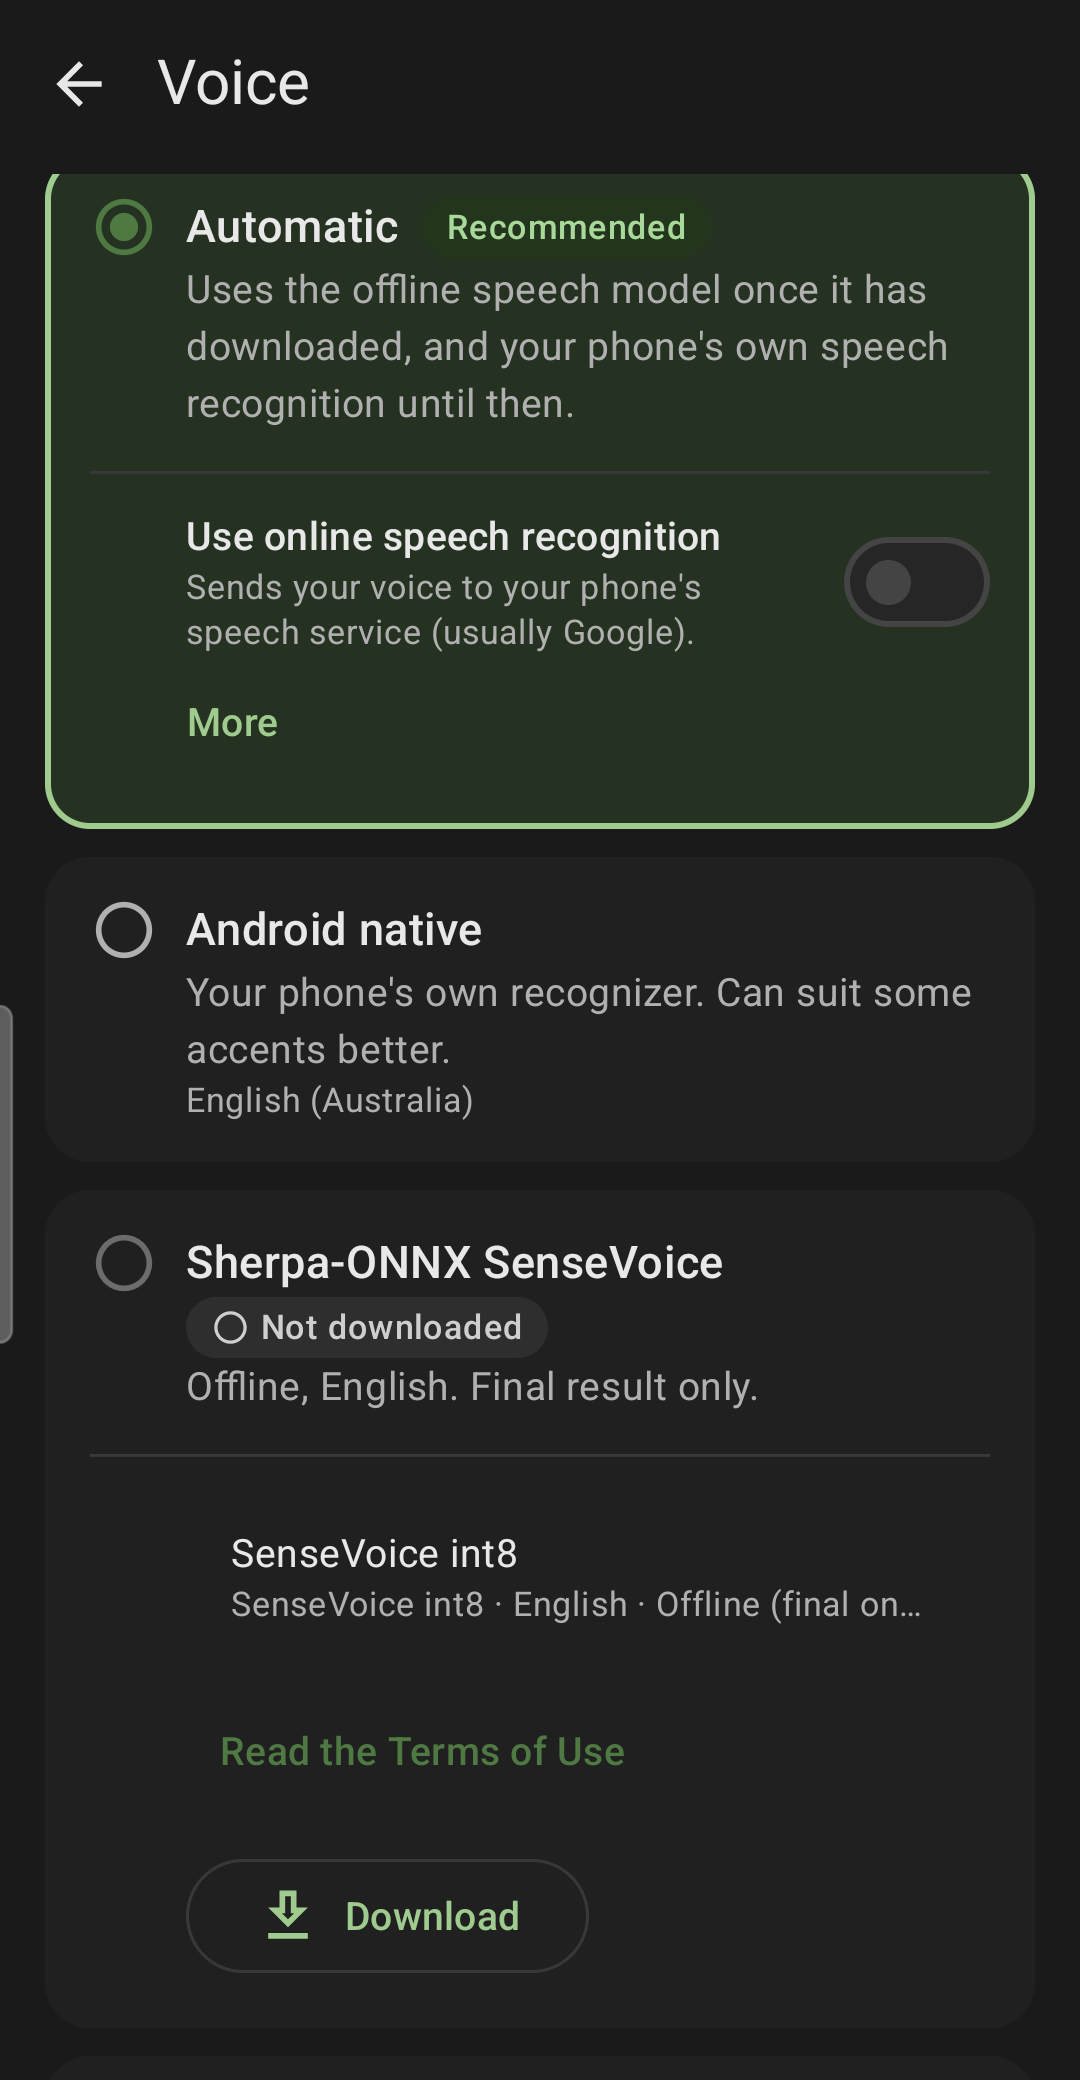 Voice
Automatic
Recommended
Uses the offline speech model once it has
downloaded, and your phone's own speech
recognition until then.
Use online speech recognition
Sends your voice to your phone's
speech service (usually Google).
More
Android native
Your phone's own recognizer. Can suit some
accents better.
English (Australia)
Sherpa-ONNX SenseVoice
Not downloaded
Offline, English. Final result only.
SenseVoice int8
SenseVoice int8 · English · Offline (final on...
Read the Terms of Use
Download